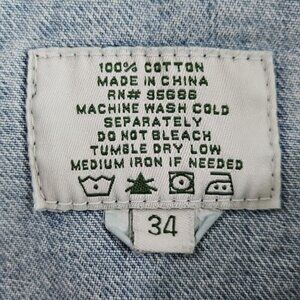 100% COTTON
MADE IN CHINA
RN# 95686
MACHINE WASH COLD
SEPARATELY
DO NOT BLEACH
TUMBLE DRY LOW
MEDIUM IRON IF NEEDED
34